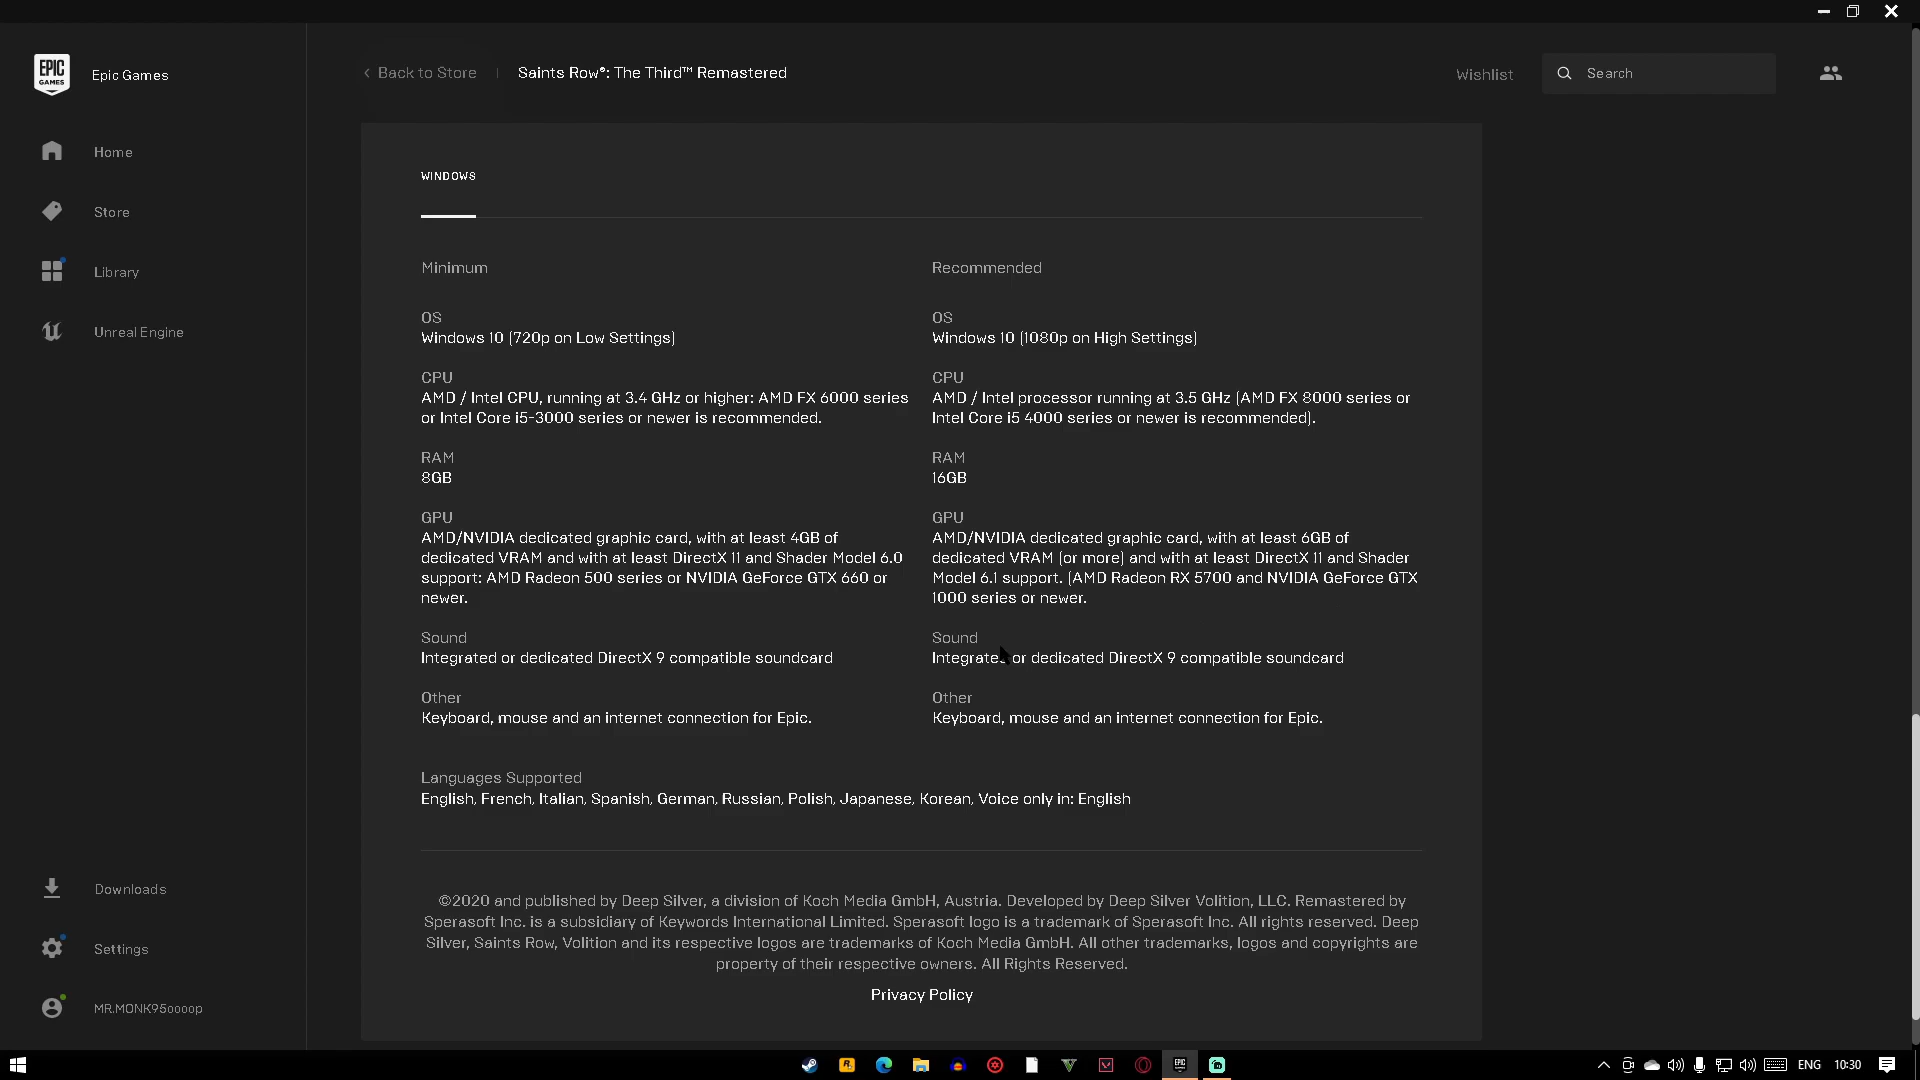 EPIC GAMES
Epic Games
Back to Store
Saints Row®: The Third™ Remastered
Wishlist
Search
Home
Store
Library
Unreal Engine
Downloads
Settings
MR.MONK95oooop
WINDOWS
Minimum
OS
Windows 10 (720p on Low Settings)
CPU
AMD / Intel CPU, running at 3.4 GHz or higher: AMD FX 6000 series
or Intel Core i5-3000 series or newer is recommended.
RAM
8GB
GPU
AMD/NVIDIA dedicated graphic card, with at least 4GB of
dedicated VRAM and with at least DirectX 11 and Shader Model 6.0
support: AMD Radeon 500 series or NVIDIA GeForce GTX 660 or
newer.
Sound
Integrated or dedicated DirectX 9 compatible soundcard
Other
Keyboard, mouse and an internet connection for Epic.
Recommended
OS
Windows 10 (1080p on High Settings)
CPU
AMD / Intel processor running at 3.5 GHz (AMD FX 8000 series or
Intel Core i5 4000 series or newer is recommended).
RAM
16GB
GPU
AMD/NVIDIA dedicated graphic card, with at least 6GB of
dedicated VRAM (or more) and with at least DirectX 11 and Shader
Model 6.1 support. (AMD Radeon RX 5700 and NVIDIA GeForce GTX
1000 series or newer.
Sound
Integrated or dedicated DirectX 9 compatible soundcard
Other
Keyboard, mouse and an internet connection for Epic.
Languages Supported
English, French, Italian, Spanish, German, Russian, Polish, Japanese, Korean, Voice only in: English
©2020 and published by Deep Silver, a division of Koch Media GmbH, Austria. Developed by Deep Silver Volition, LLC. Remastered by
Sperasoft Inc. is a subsidiary of Keywords International Limited. Sperasoft logo is a trademark of Sperasoft Inc. All rights reserved. Deep
Silver, Saints Row, Volition and its respective logos are trademarks of Koch Media GmbH. All other trademarks, logos and copyrights are
property of their respective owners. All Rights Reserved.
Privacy Policy
ENG
10:30